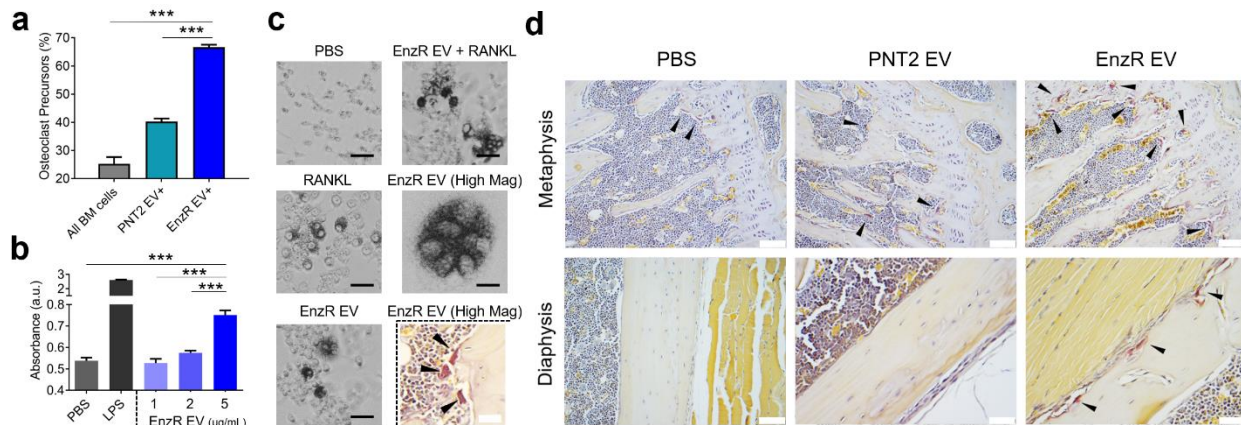 a
***
***
Osteoclast Precursors (%)
70
60
50
40
30
20
All BM cells
PNT2 EV+
EnzR EV+
b
***
***
***
Absorbance (a.u.)
3
2
0.8
0.7
0.6
0.5
0.4
PBS
LPS
1
2
5
EnzR EV (ug/mL)
c
PBS
EnzR EV + RANKL
RANKL
EnzR EV (High Mag)
EnzR EV
EnzR EV (High Mag)
d
PBS
PNT2 EV
EnzR EV
Metaphysis
Diaphysis